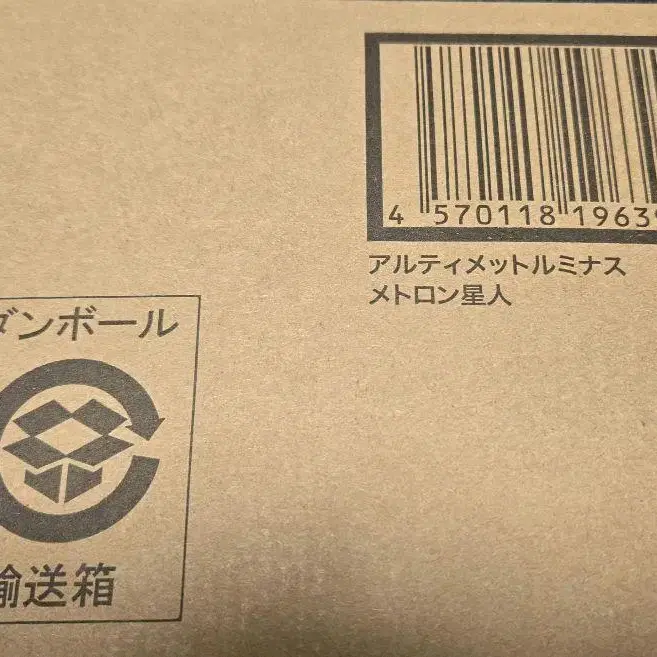 4 570118 19639
アルティメットルミナス
メトロン星人
ダンボール
輸送箱